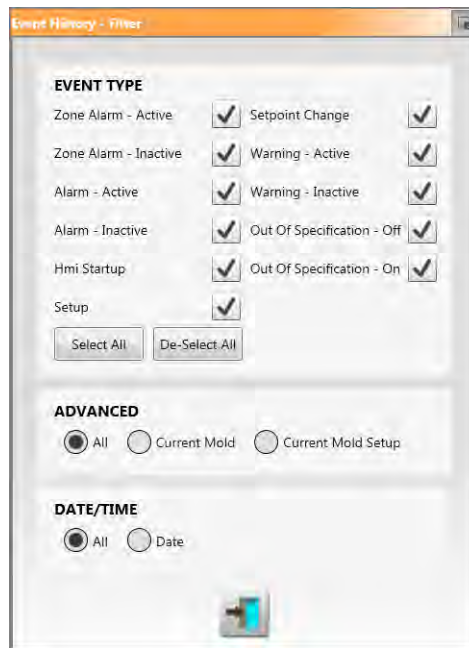 Event History - Filter
EVENT TYPE
Zone Alarm - Active Setpoint Change
Zone Alarm - Inactive Warning - Active
Alarm - Active Warning - Inactive
Alarm - Inactive Out Of Specification - Off
Hmi Startup Out Of Specification - On
Setup
Select All De-Select All
ADVANCED
All Current Mold Current Mold Setup
DATE/TIME
All Date